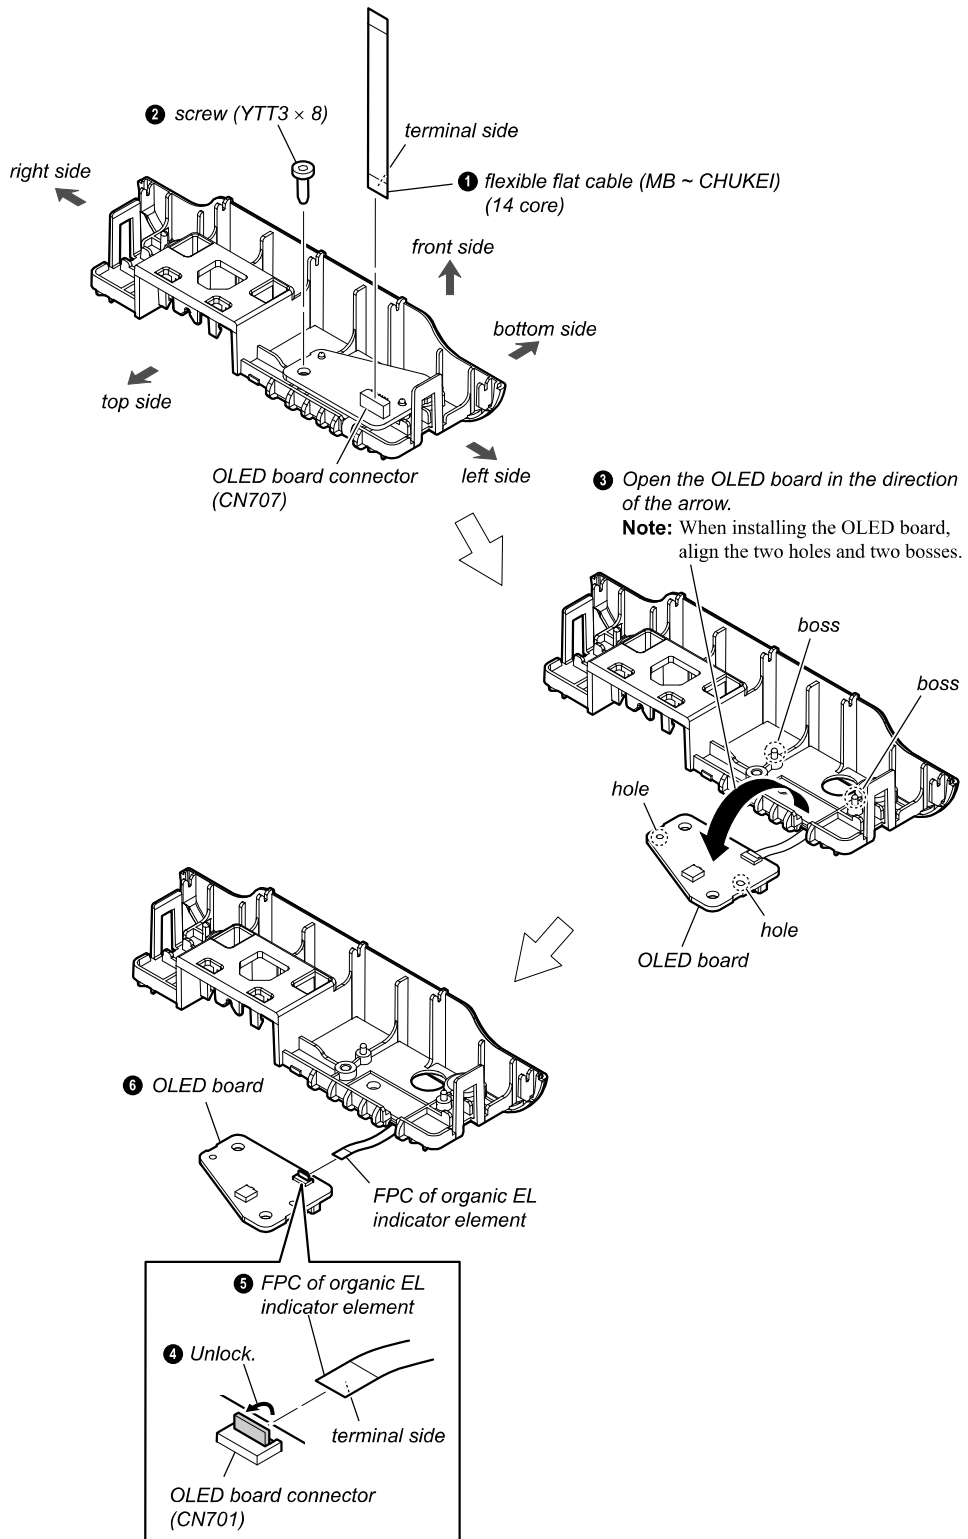 ❷ screw (YTT3 × 8)
terminal side
❶ flexible flat cable (MB ~ CHUKEI)
(14 core)
right side
front side
bottom side
top side
left side
OLED board connector
(CN707)
❸ Open the OLED board in the direction
of the arrow.
Note: When installing the OLED board,
align the two holes and two bosses.
boss
boss
hole
hole
OLED board
❻ OLED board
FPC of organic EL
indicator element
❺ FPC of organic EL
indicator element
❹ Unlock.
terminal side
OLED board connector
(CN701)